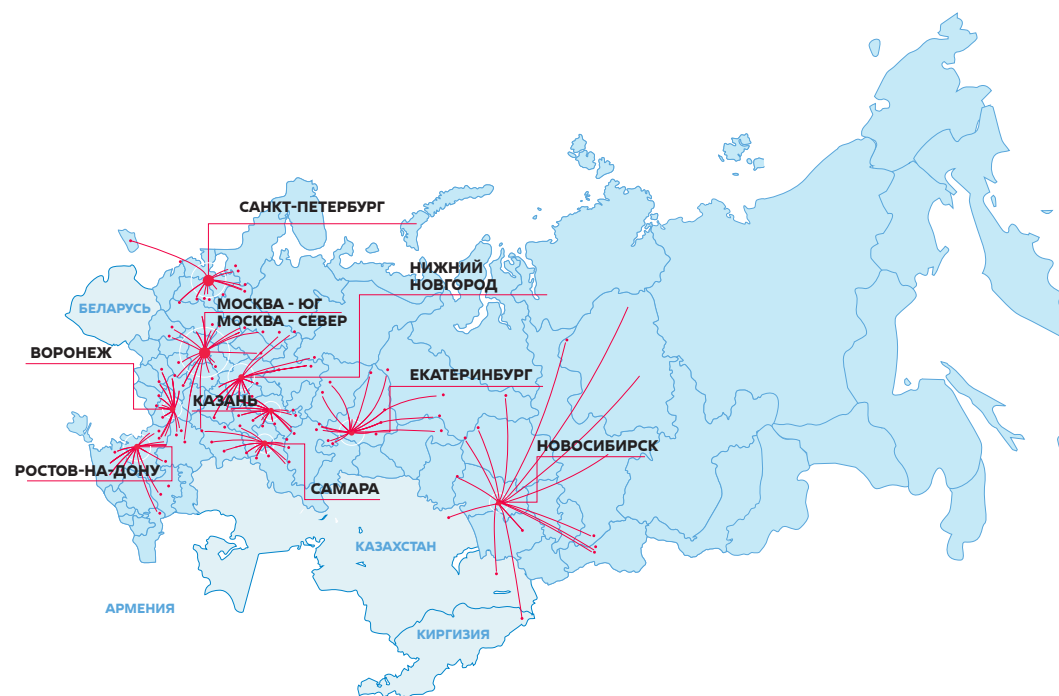 САНКТ-ПЕТЕРБУРГ
НИЖНИЙ
НОВГОРОД
БЕЛАРУСЬ
МОСКВА - ЮГ
МОСКВА - СЕВЕР
ВОРОНЕЖ
ЕКАТЕРИНБУРГ
КАЗАНЬ
НОВОСИБИРСК
РОСТОВ-НА-ДОНУ
САМАРА
КАЗАХСТАН
АРМЕНИЯ
КИРГИЗИЯ